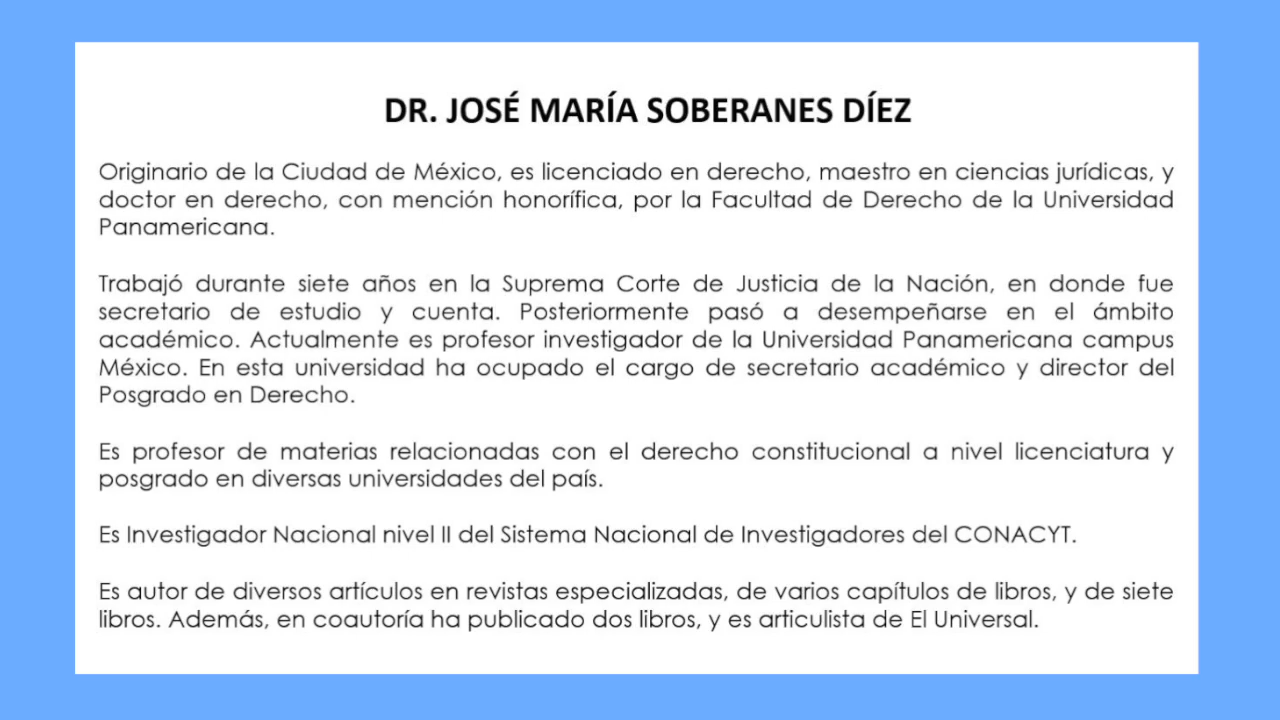 DR. JOSÉ MARÍA SOBERANES DÍEZ
Originario de la Ciudad de México, es licenciado en derecho, maestro en ciencias jurídicas, y
doctor en derecho, con mención honorífica, por la Facultad de Derecho de la Universidad
Panamericana.
Trabajó durante siete años en la Suprema Corte de Justicia de la Nación, en donde fue
secretario de estudio y cuenta. Posteriormente pasó a desempeñarse en el ámbito
académico. Actualmente es profesor investigador de la Universidad Panamericana campus
México. En esta universidad ha ocupado el cargo de secretario académico y director del
Posgrado en Derecho.
Es profesor de materias relacionadas con el derecho constitucional a nivel licenciatura y
posgrado en diversas universidades del país.
Es Investigador Nacional nivel II del Sistema Nacional de Investigadores del CONACYT.
Es autor de diversos artículos en revistas especializadas, de varios capítulos de libros, y de siete
libros. Además, en coautoría ha publicado dos libros, y es articulista de El Universal.